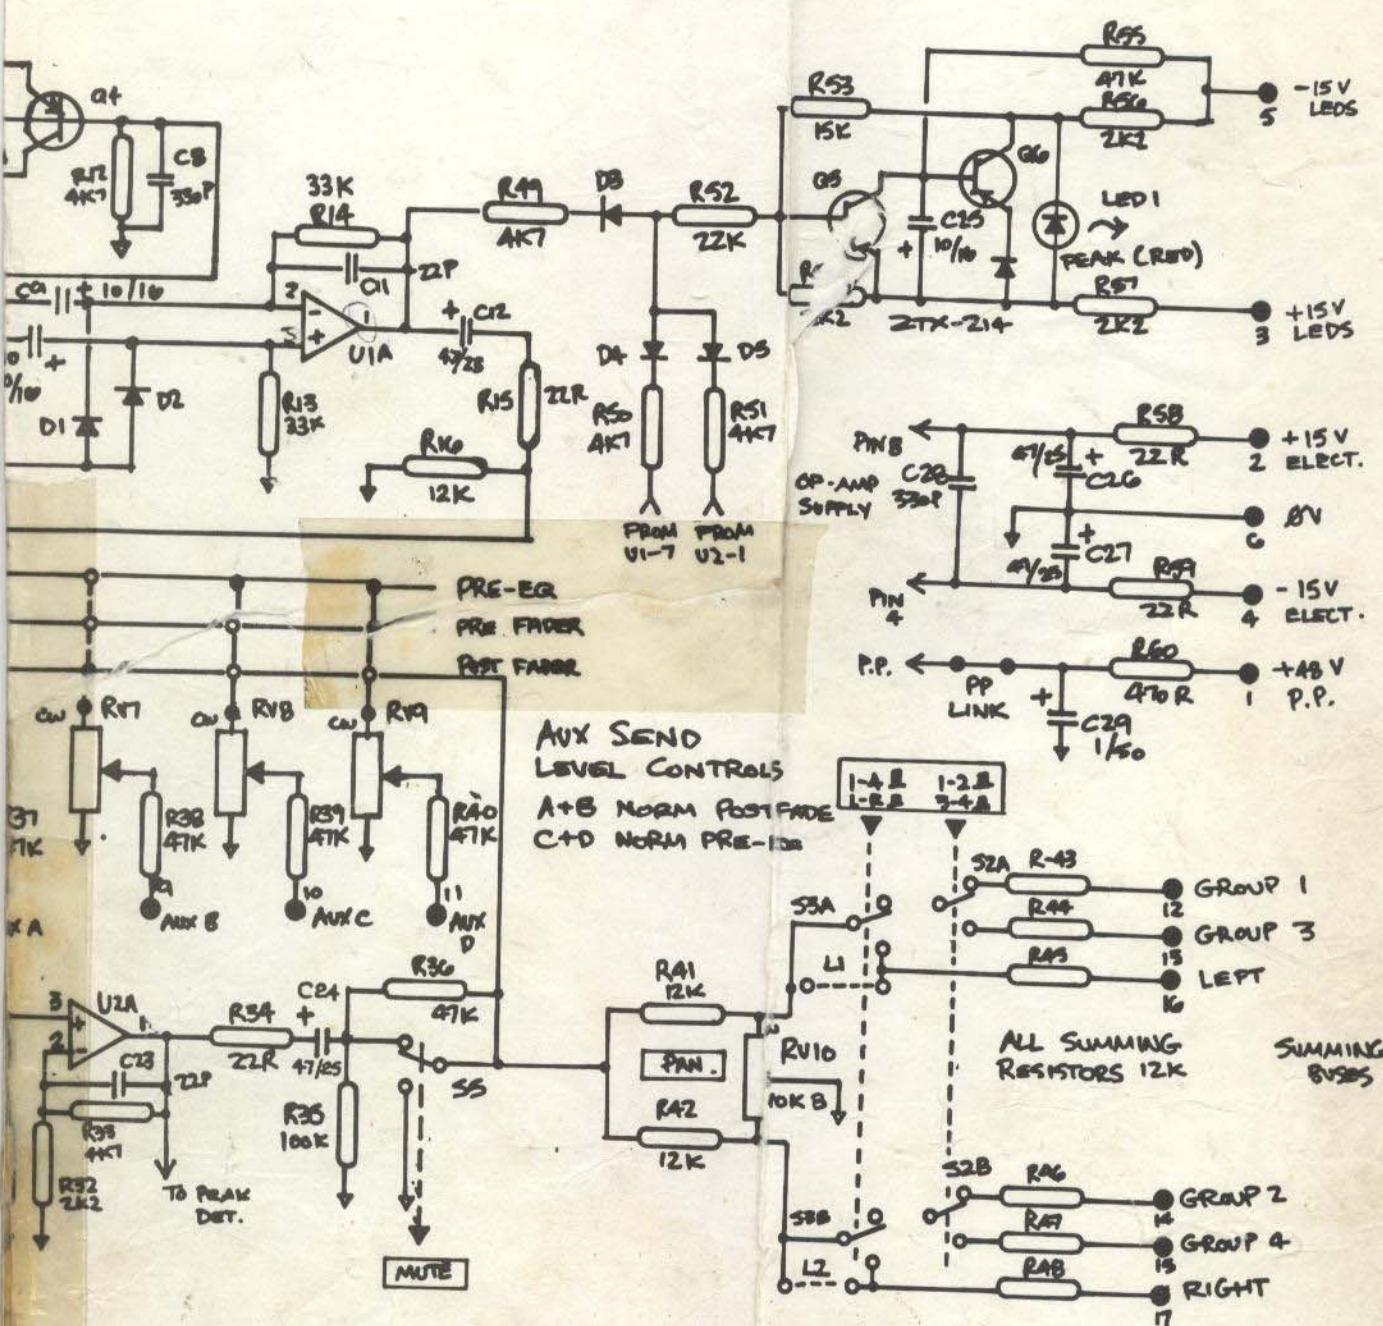 R55
47K
-15V
LEDS
5
R56
2K2
R53
15K
Q4
R12
4K7
C8
330P
33K
R14
R49
4K7
D3
R52
22K
Q5
Q6
C25
+
10/16
LED1
PEAK (RED)
2K2
ZTX-214
R57
2K2
+15V
LEDS
3
C9
+
10/16
C11
22P
2
-
3
+
1
U1A
+
C12
47/25
+
D1
D2
R13
33K
R15
22R
R16
12K
D4
D5
R50
4K7
R51
4K7
FROM
U1-7
FROM
U2-1
PIN 8
OP-AMP
SUPPLY
C28
330P
47/25
+
C26
R58
22R
+15V
ELECT.
2
0V
6
+
C27
47/25
PIN
4
R59
22R
-15V
ELECT.
4
P.P.
PP
LINK
R60
470R
+48V
P.P.
1
+
C29
1/50
PRE-EQ
PRE FADER
POST FADER
CW
RV7
CW
RV8
CW
RV9
R38
47K
R39
47K
R40
47K
9
AUX B
10
AUX C
11
AUX
D
AUX SEND
LEVEL CONTROLS
A+B NORM POSTFADE
C+D NORM PRE-
1-2
3-4
S3A
S2A
R-43
GROUP 1
12
R44
GROUP 3
13
R45
LEFT
16
L1
ALL SUMMING
RESISTORS 12K
SUMMING
BUSES
3
+
2
-
1
U2A
C23
22P
R33
4K7
R32
2K2
TO PEAK
DET.
R34
22R
C24
+
47/25
R35
100K
R36
47K
S5
MUTE
R41
12K
PAN.
R42
12K
RV10
10KB
S3B
S2B
L2
R46
GROUP 2
14
R47
GROUP 4
15
R48
RIGHT
17